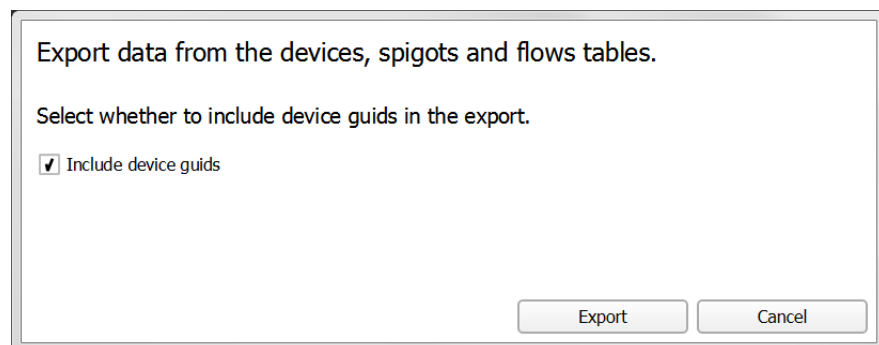 Export data from the devices, spigots and flows tables.
Select whether to include device guids in the export.
Include device guids
Export
Cancel